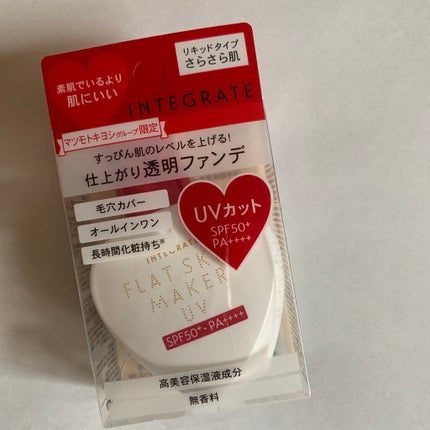 素肌でいるより
肌にいい
リキッドタイプ
さらさら肌
INTEGRATE
マツモトキヨシグループ限定
すっぴん肌のレベルを上げる!
仕上がり透明ファンデ
毛穴カバー
オールインワン
長時間化粧持ち※
UVカット
SPF50+
PA++++
INTEGRATE
FLAT SKIN
MAKER
UV
SPF50+・PA++++
高美容保湿液成分
無香料